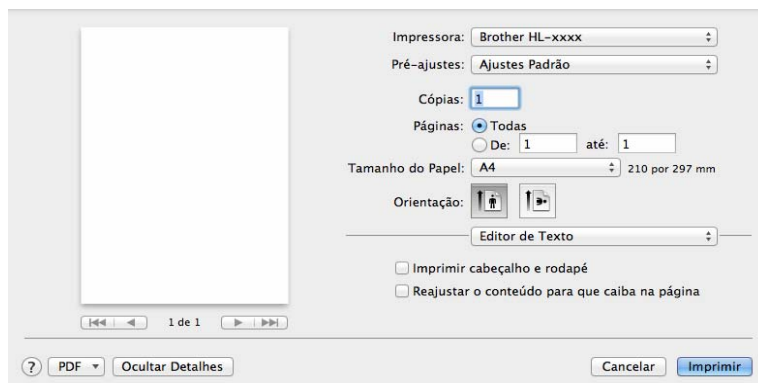 Impressora: Brother HL-xxxx
Pré-ajustes: Ajustes Padrão
Cópias: 1
Páginas: Todas
De: 1 até: 1
Tamanho do Papel: A4 210 por 297 mm
Orientação:
Editor de Texto
Imprimir cabeçalho e rodapé
Reajustar o conteúdo para que caiba na página
1 de 1
? PDF Ocultar Detalhes Cancelar Imprimir